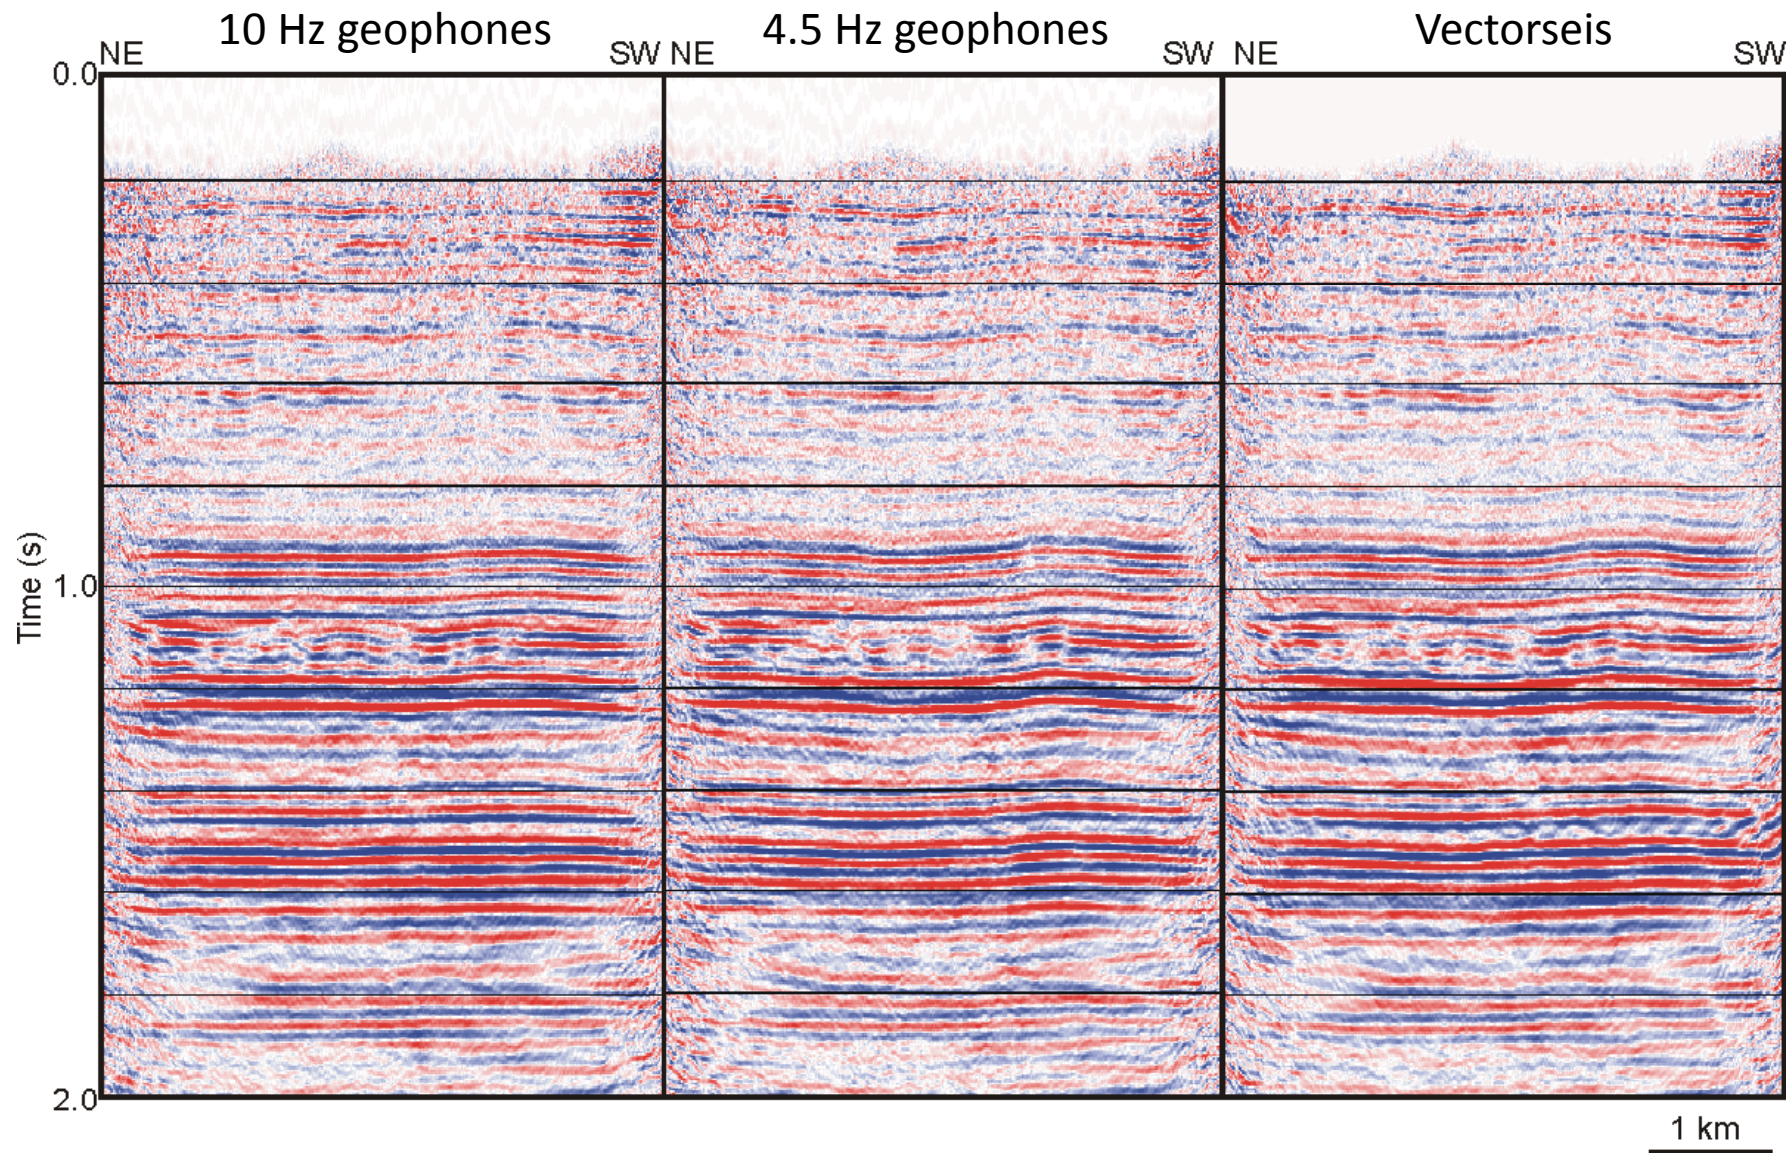 10 Hz geophones 4.5 Hz geophones Vectorseis
NE SW NE SW NE SW
0.0
Time (s)
1.0
2.0
1 km